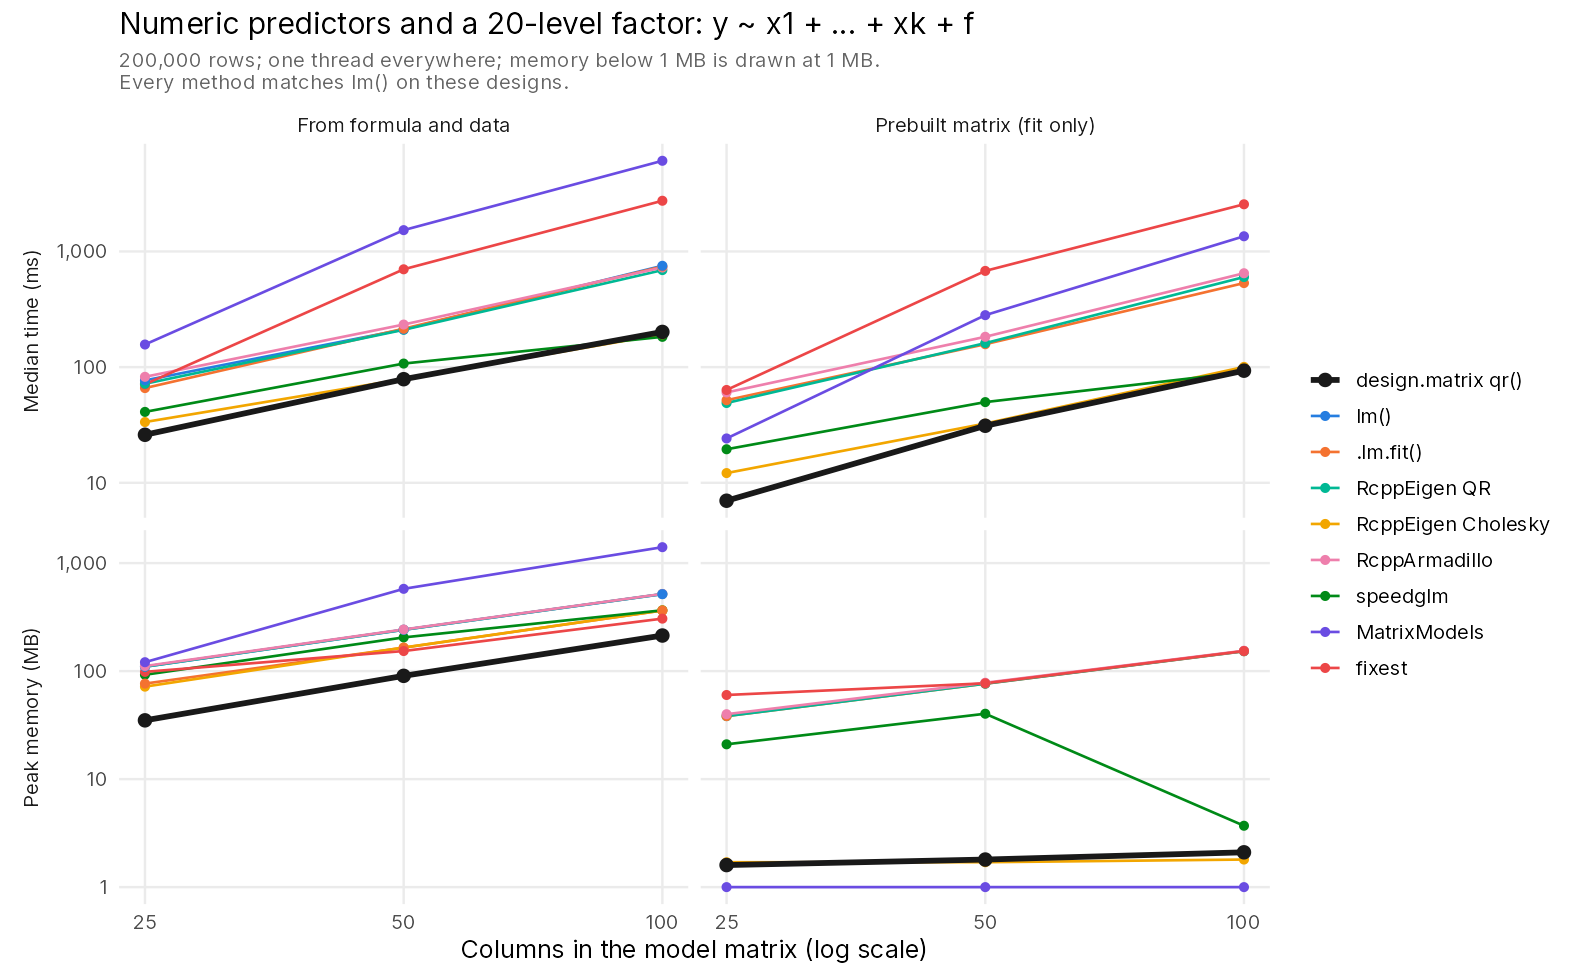 Numeric predictors and a 20-level factor: y ~ x1 + ... + xk + f
200,000 rows; one thread everywhere; memory below 1 MB is drawn at 1 MB.
Every method matches lm() on these designs.
From formula and data
Prebuilt matrix (fit only)
Median time (ms)
1,000
100
10
Peak memory (MB)
1,000
100
10
1
25
50
100
25
50
100
Columns in the model matrix (log scale)
design.matrix qr()
lm()
.lm.fit()
RcppEigen QR
RcppEigen Cholesky
RcppArmadillo
speedglm
MatrixModels
fixest